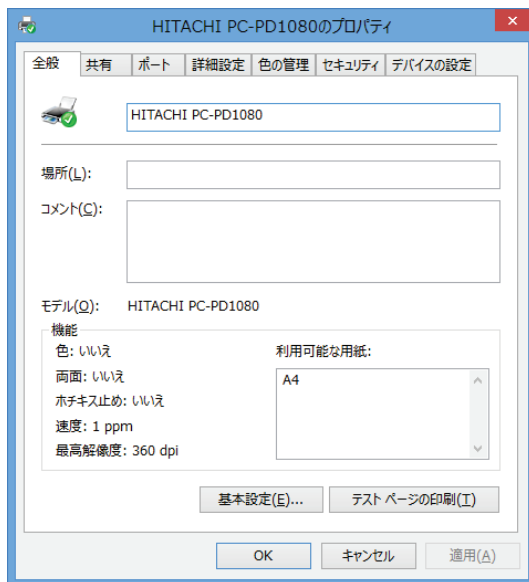 HITACHI PC-PD1080のプロパティ
全般 共有 ポート 詳細設定 色の管理 セキュリティ デバイスの設定
HITACHI PC-PD1080
場所(L):
コメント(C):
モデル(O): HITACHI PC-PD1080
機能
色: いいえ 利用可能な用紙:
両面: いいえ A4
ホチキス止め: いいえ
速度: 1 ppm
最高解像度: 360 dpi
基本設定(E)... テスト ページの印刷(T)
OK キャンセル 適用(A)